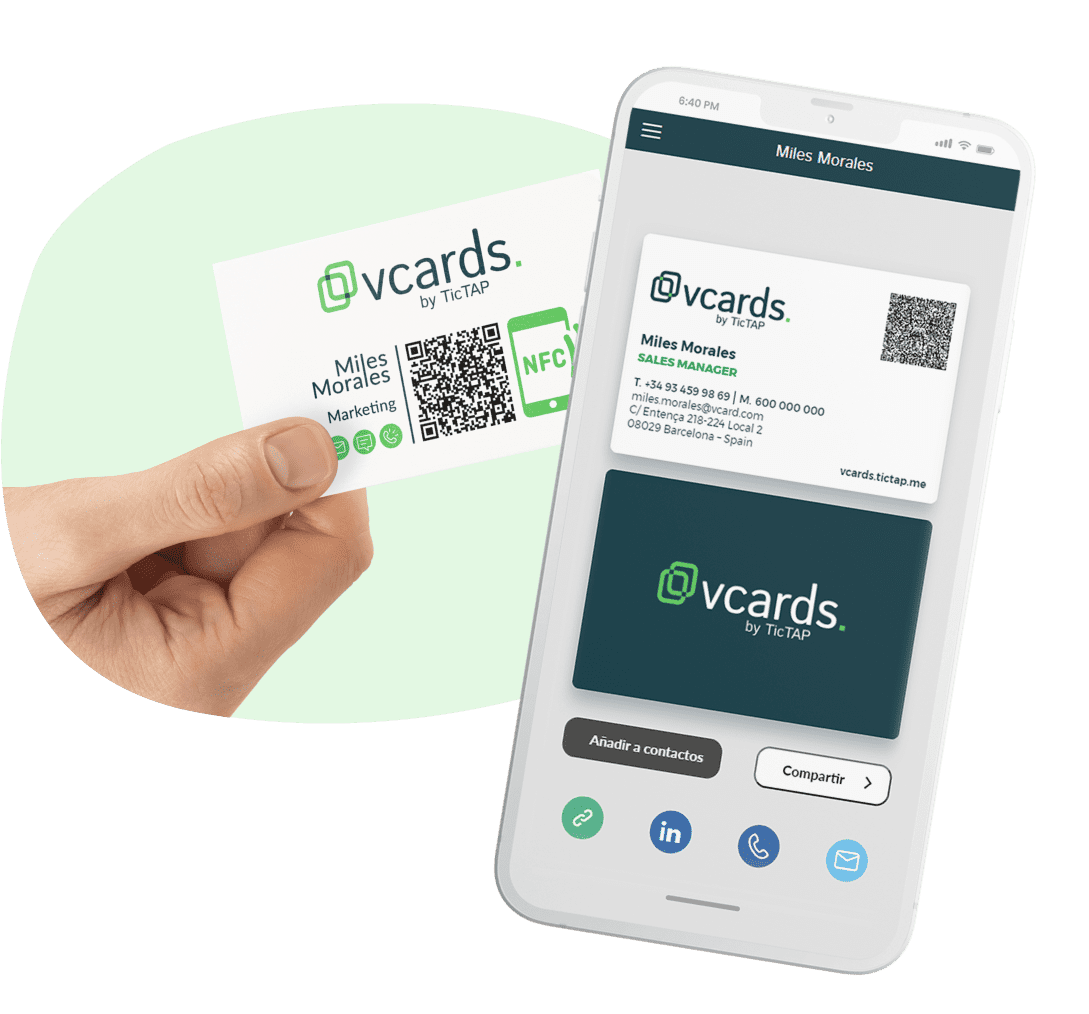 vcards.
by TicTAP
Miles
Morales
Marketing
NFC
6:40 PM
Miles Morales
vcards.
by TicTAP
Miles Morales
SALES MANAGER
T. +34 93 459 98 69 | M. 600 000 000
miles.morales@vcard.com
C/ Entença 218-224 Local 2
08029 Barcelona - Spain
vcards.tictap.me
vcards.
by TicTAP
Añadir a contactos
Compartir
in